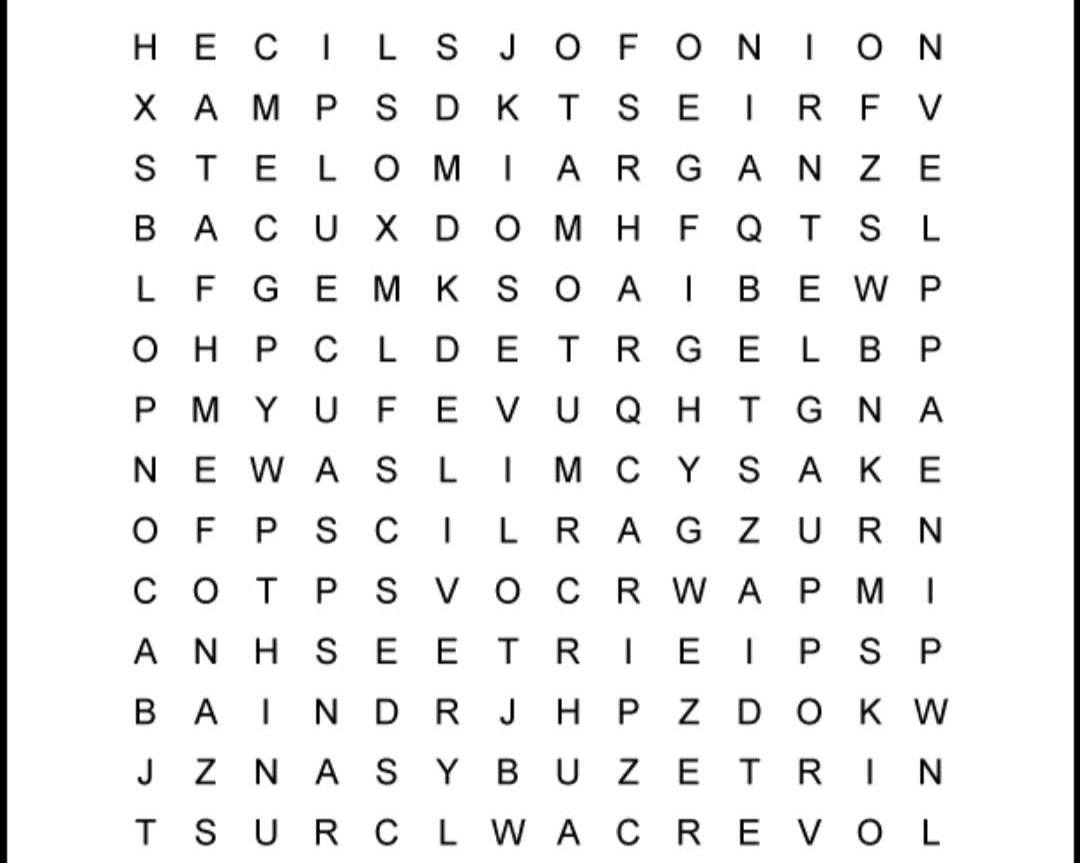 H E C I L S J O F O N I O N
X A M P S D K T S E I R F V
S T E L O M I A R G A N Z E
B A C U X D O M H F Q T S L
L F G E M K S O A I B E W P
O H P C L D E T R G E L B P
P M Y U F E V U Q H T G N A
N E W A S L I M C Y S A K E
O F P S C I L R A G Z U R N
C O T P S V O C R W A P M I
A N H S E E T R I E I P S P
B A I N D R J H P Z D O K W
J Z N A S Y B U Z E T R I N
T S U R C L W A C R E V O L